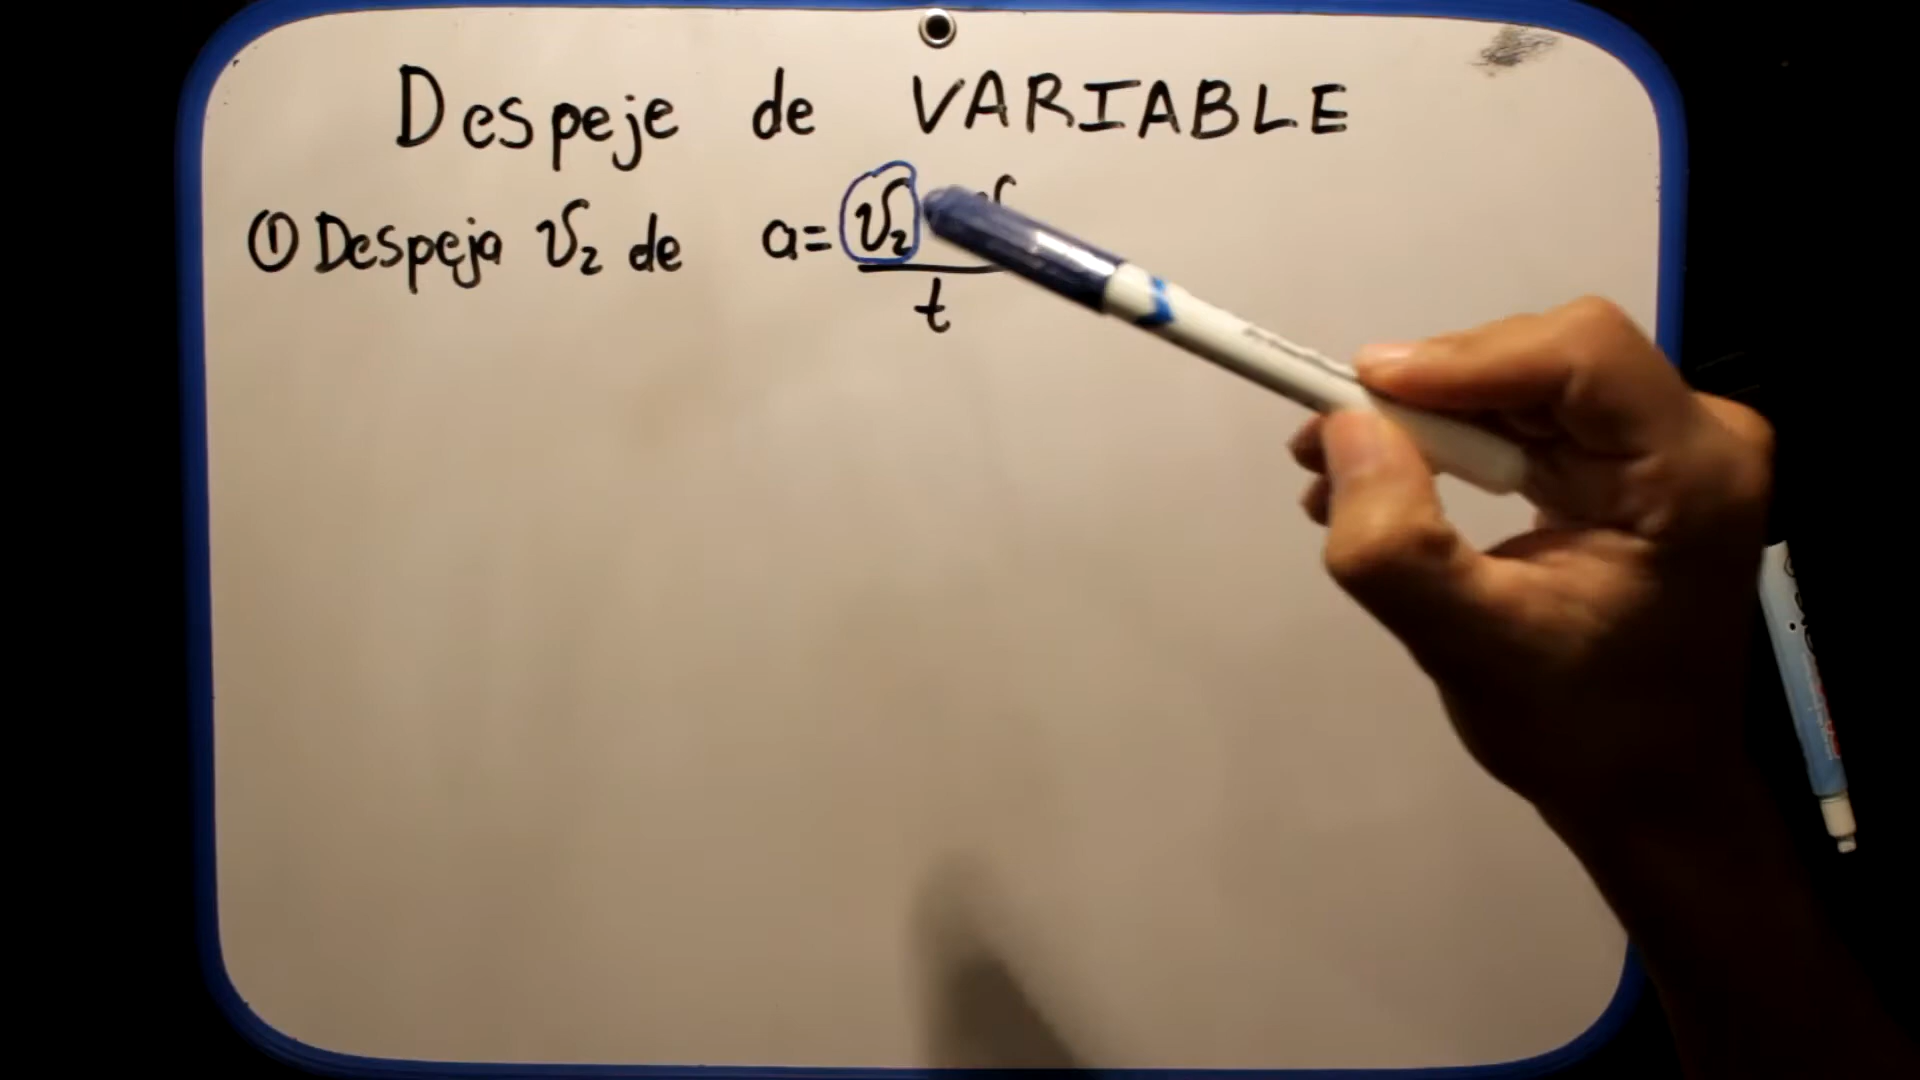 Despeje de VARIABLE
① Despeja v₂ de a = v₂
t